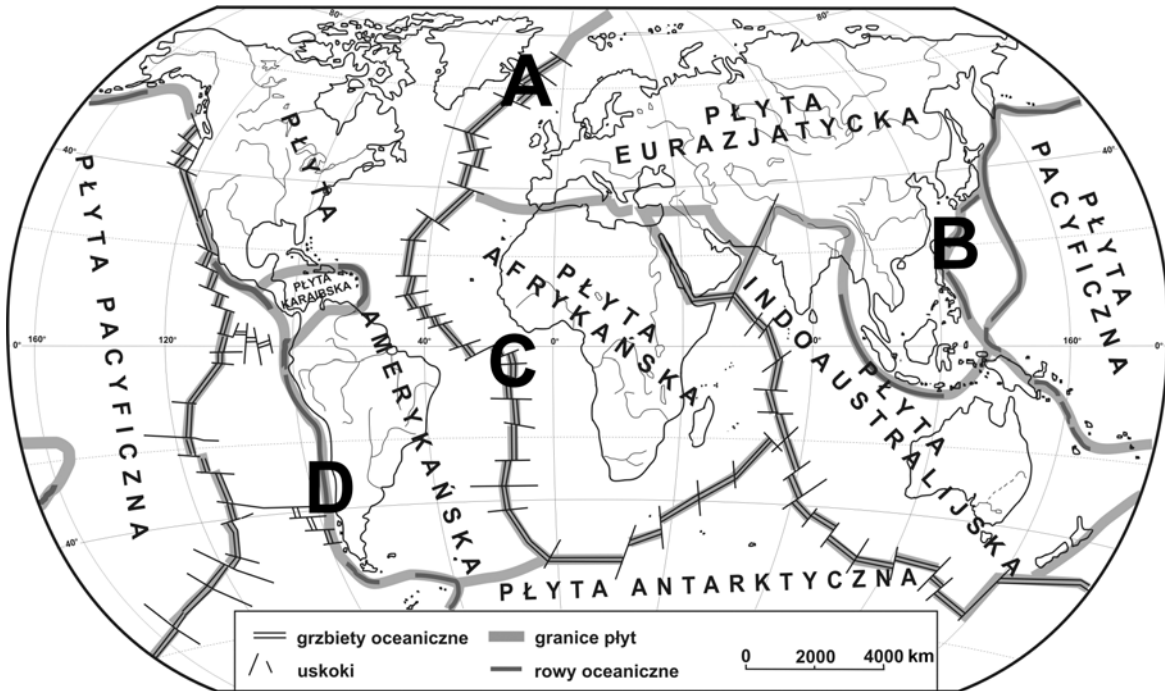 80°
80°
A
PŁYTA
EURAZJATYCKA
PŁYTA
40°
40°
PŁYTA PACYFICZNA
PŁYTA
PACYFICZNA
B
PŁYTA
KARAIBSKA
AMERYKAŃSKA
PŁYTA
AFRYKAŃSKA
PŁYTA
INDOAUSTRALIJSKA
0°
160°
120°
40°
C
0°
80°
160°
0°
D
40°
40°
PŁYTA ANTARKTYCZNA
grzbiety oceaniczne
granice płyt
uskoki
rowy oceaniczne
0 2000 4000 km